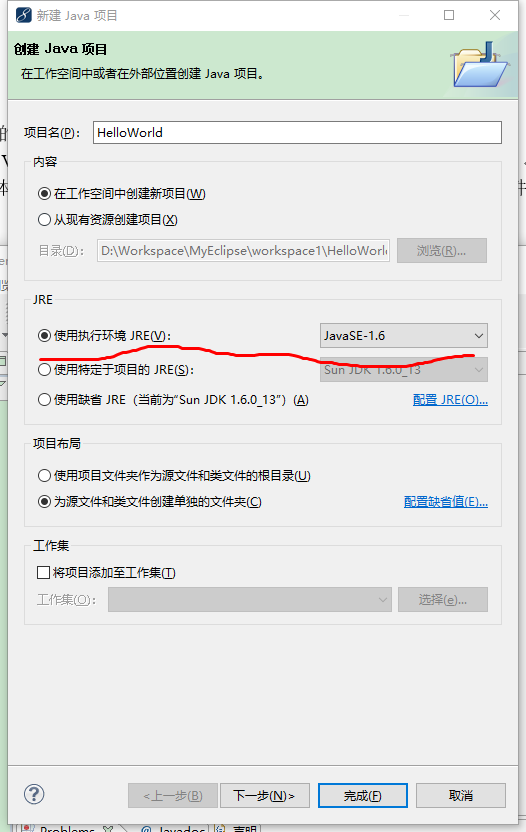 新建 Java 项目
创建 Java 项目
在工作空间中或者在外部位置创建 Java 项目。
项目名(P)： HelloWorld
内容
在工作空间中创建新项目(W)
从现有资源创建项目(X)
目录(D)： D:\Workspace\MyEclipse\workspace1\HelloWorl 浏览(R)...
JRE
使用执行环境 JRE(V)： JavaSE-1.6
使用特定于项目的 JRE(S)： Sun JDK 1.6.0_13
使用缺省 JRE（当前为“Sun JDK 1.6.0_13”）(A) 配置 JRE(O)...
项目布局
使用项目文件夹作为源文件和类文件的根目录(U)
为源文件和类文件创建单独的文件夹(C) 配置缺省值(E)...
工作集
将项目添加至工作集(T)
工作集(O)： 选择(e)...
<上一步(B) 下一步(N)> 完成(F) 取消
Problems @ Javadoc 声明